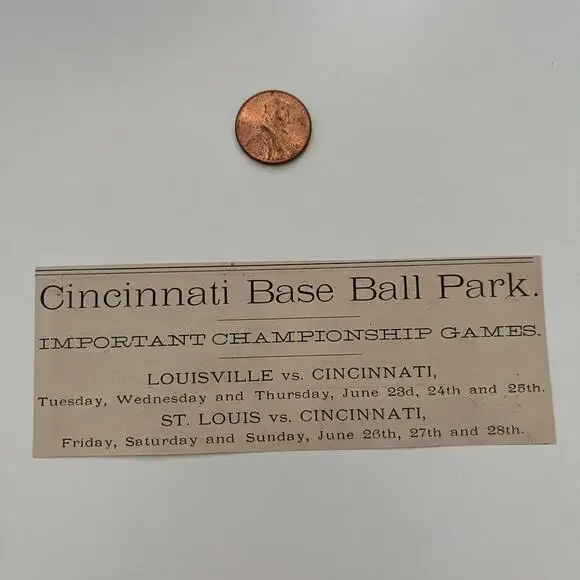 Cincinnati Base Ball Park.
IMPORTANT CHAMPIONSHIP GAMES.
LOUISVILLE vs. CINCINNATI,
Tuesday, Wednesday and Thursday, June 23d, 24th and 25th.
ST. LOUIS vs. CINCINNATI,
Friday, Saturday and Sunday, June 26th, 27th and 28th.